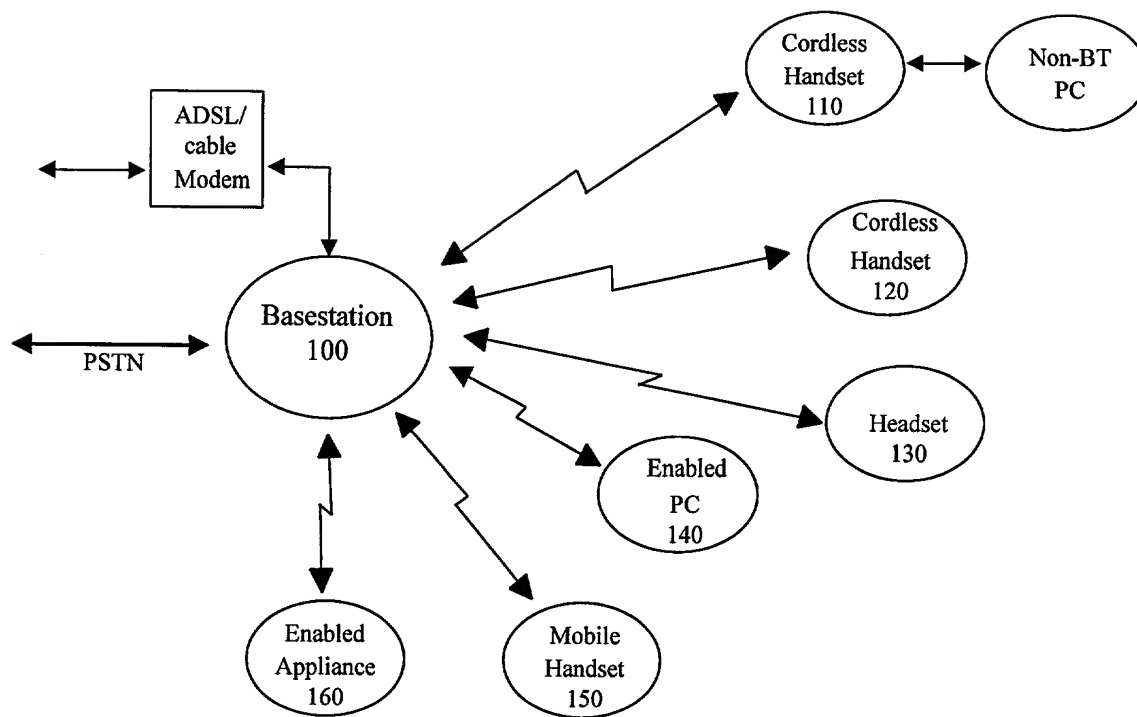 Cordless
Handset
110
Non-BT
PC
ADSL/
cable
Modem
Cordless
Handset
120
Basestation
100
PSTN
Headset
130
Enabled
PC
140
Enabled
Appliance
160
Mobile
Handset
150